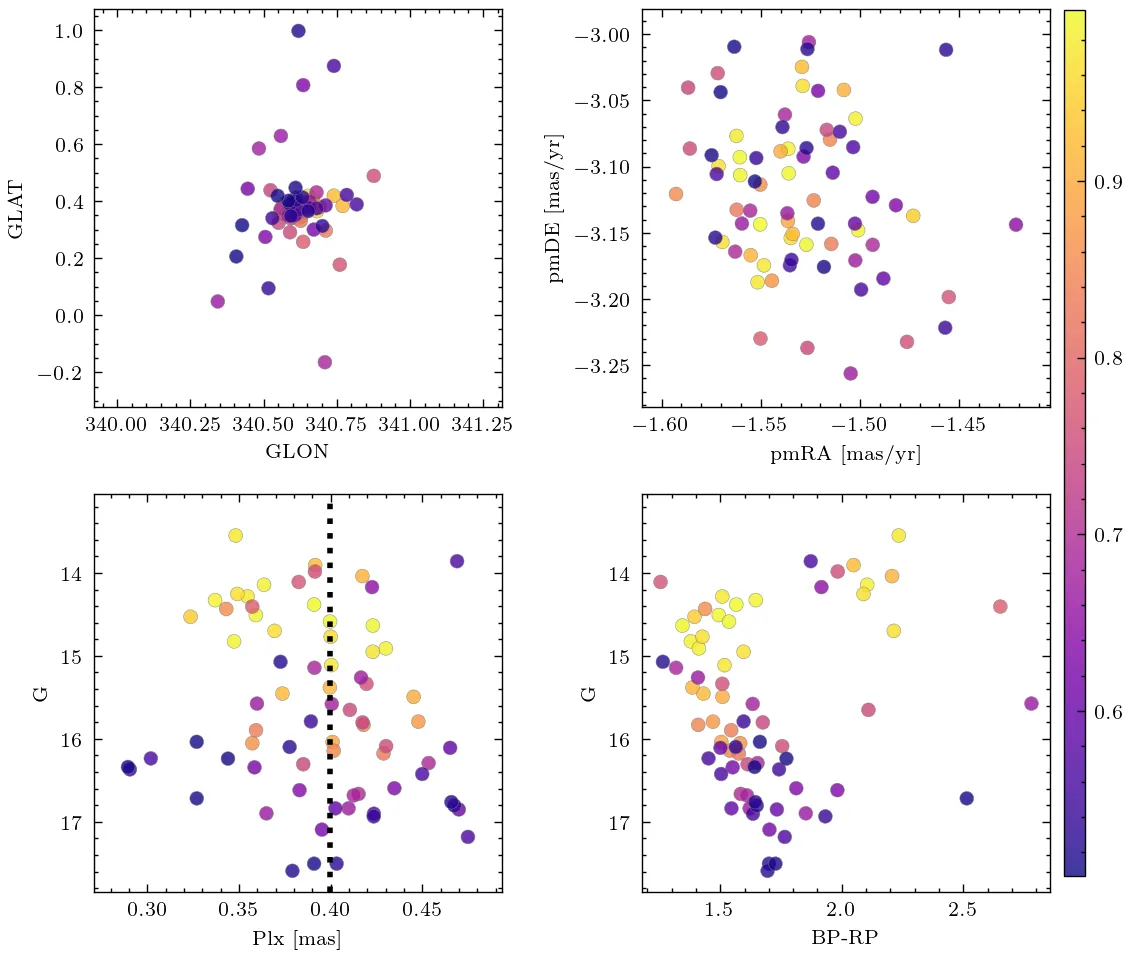 1.0
0.8
0.6
0.4
0.2
0.0
−0.2
GLAT
340.00 340.25 340.50 340.75 341.00 341.25
GLON
−3.00
−3.05
−3.10
−3.15
−3.20
−3.25
pmDE [mas/yr]
−1.60 −1.55 −1.50 −1.45
pmRA [mas/yr]
0.9
0.8
0.7
0.6
14
15
16
17
G
0.30 0.35 0.40 0.45
Plx [mas]
14
15
16
17
G
1.5 2.0 2.5
BP-RP